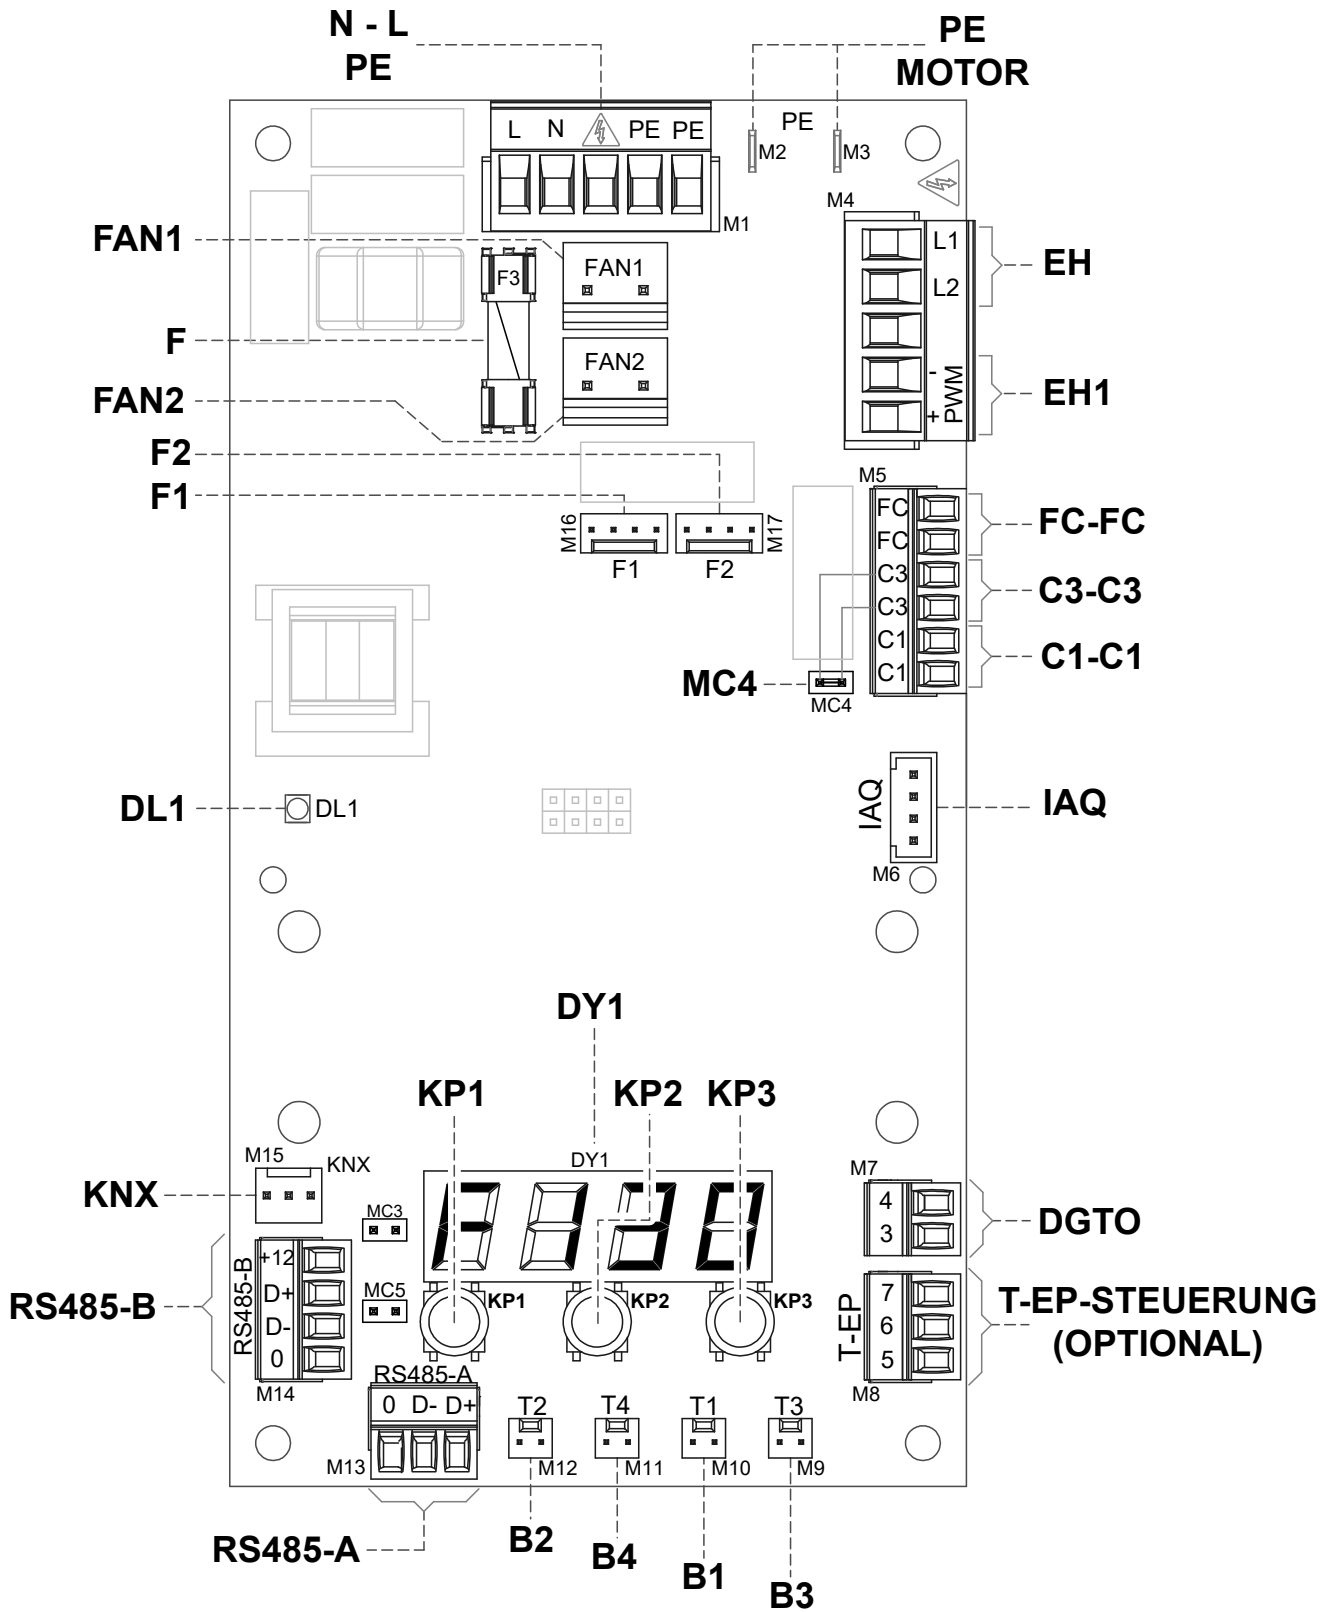 N - L
PE
PE
MOTOR
L N PE PE
PE
M2
M3
M1
M4
FAN1
F3
FAN1
L1
L2
EH
F
FAN2
FAN2
-
+
PWM
EH1
F2
F1
M16
F1
F2
M17
M5
FC
FC
C3
C3
C1
C1
FC-FC
C3-C3
C1-C1
MC4
MC4
DL1
DL1
IAQ
M6
IAQ
DY1
KP1
KP2
KP3
DY1
M15
KNX
KNX
MC3
MC5
KP1
KP2
KP3
M7
4
3
DGTO
RS485-B
RS485-B
+12
D+
D-
0
M14
T-EP
7
6
5
M8
T-EP-STEUERUNG
(OPTIONAL)
RS485-A
0 D- D+
M13
T2
M12
T4
M11
T1
M10
T3
M9
RS485-A
B2
B4
B1
B3